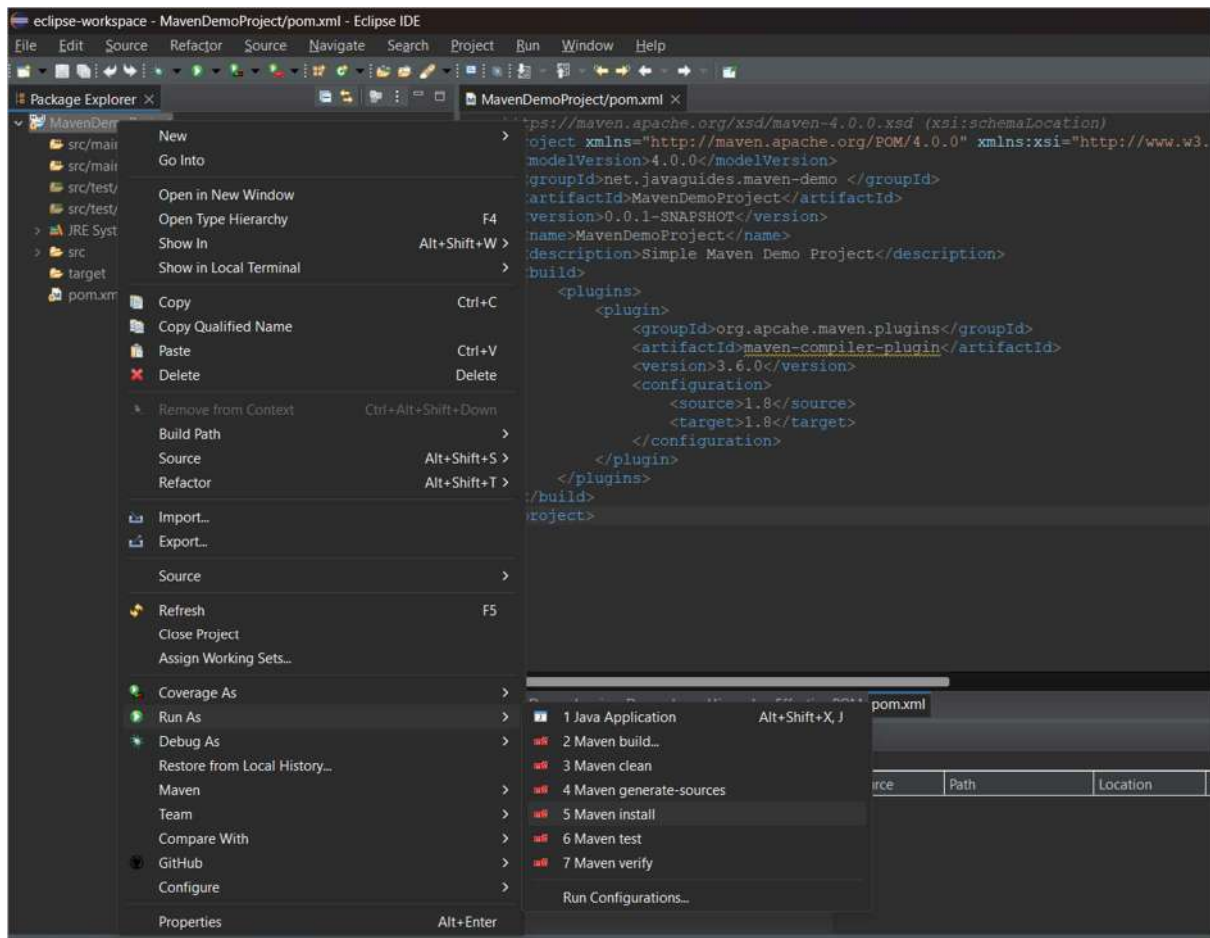 eclipse-workspace - MavenDemoProject/pom.xml - Eclipse IDE
File Edit Source Refactor Source Navigate Search Project Run Window Help
Package Explorer
MavenDemoProject/pom.xml
src/main
src/main
src/test/
src/test/
JRE Syst
src
target
pom.xm
New
Go Into
Open in New Window
Open Type Hierarchy F4
Show In Alt+Shift+W >
Show in Local Terminal
Copy Ctrl+C
Copy Qualified Name
Paste Ctrl+V
Delete Delete
Remove from Context Ctrl+Alt+Shift+Down
Build Path
Source Alt+Shift+S >
Refactor Alt+Shift+T >
Import...
Export...
Source
Refresh F5
Close Project
Assign Working Sets...
Coverage As
Run As
Debug As
Restore from Local History...
Maven
Team
Compare With
GitHub
Configure
Properties Alt+Enter
1 Java Application Alt+Shift+X, J
2 Maven build...
3 Maven clean
4 Maven generate-sources
5 Maven install
6 Maven test
7 Maven verify
Run Configurations...
tps://maven.apache.org/xsd/maven-4.0.0.xsd (xsi:schemaLocation)
roject xmlns="http://maven.apache.org/POM/4.0.0" xmlns:xsi="http://www.w3.
modelVersion>4.0.0</modelVersion>
groupId>net.javaguides.maven-demo </groupId>
artifactId>MavenDemoProject</artifactId>
version>0.0.1-SNAPSHOT</version>
name>MavenDemoProject</name>
description>Simple Maven Demo Project</description>
build>
<plugins>
<plugin>
<groupId>org.apcahe.maven.plugins</groupId>
<artifactId>maven-compiler-plugin</artifactId>
<version>3.6.0</version>
<configuration>
<source>1.8</source>
<target>1.8</target>
</configuration>
</plugin>
</plugins>
/build>
roject>
pom.xml
urce Path Location